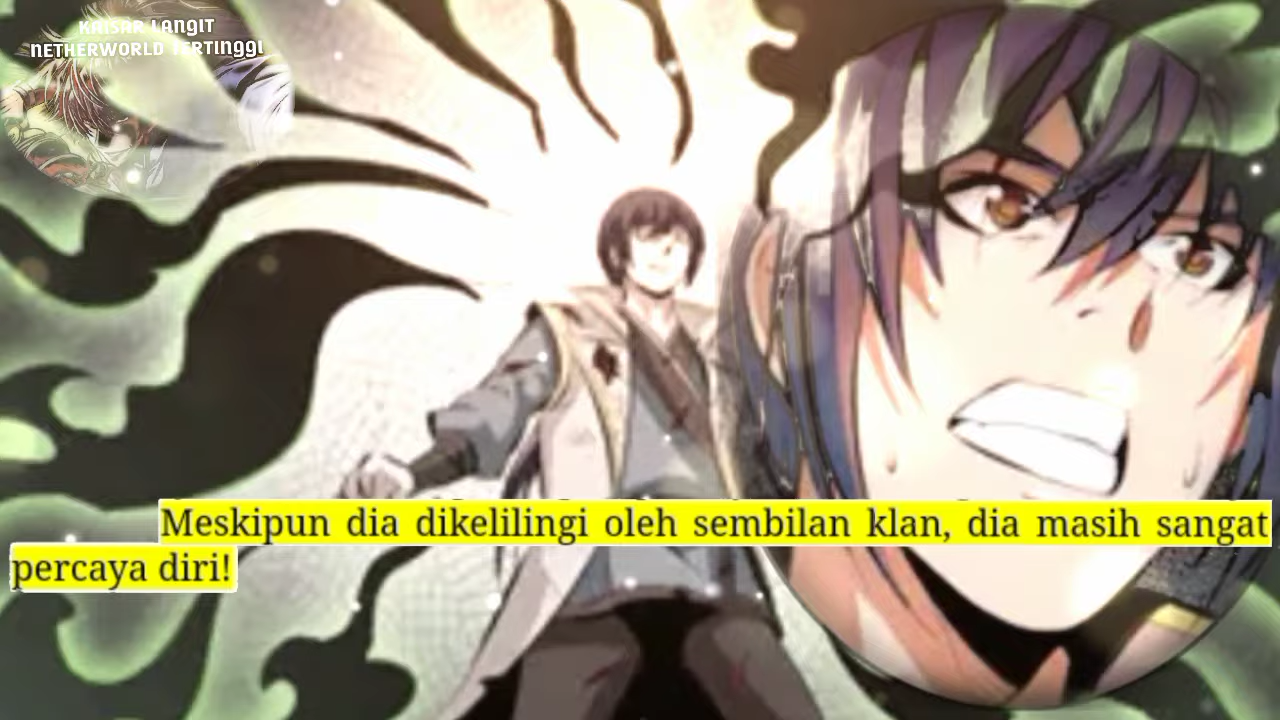 KAISAR LANGIT
NETHERWORLD TERTINGGI
Meskipun dia dikelilingi oleh sembilan klan, dia masih sangat
percaya diri!